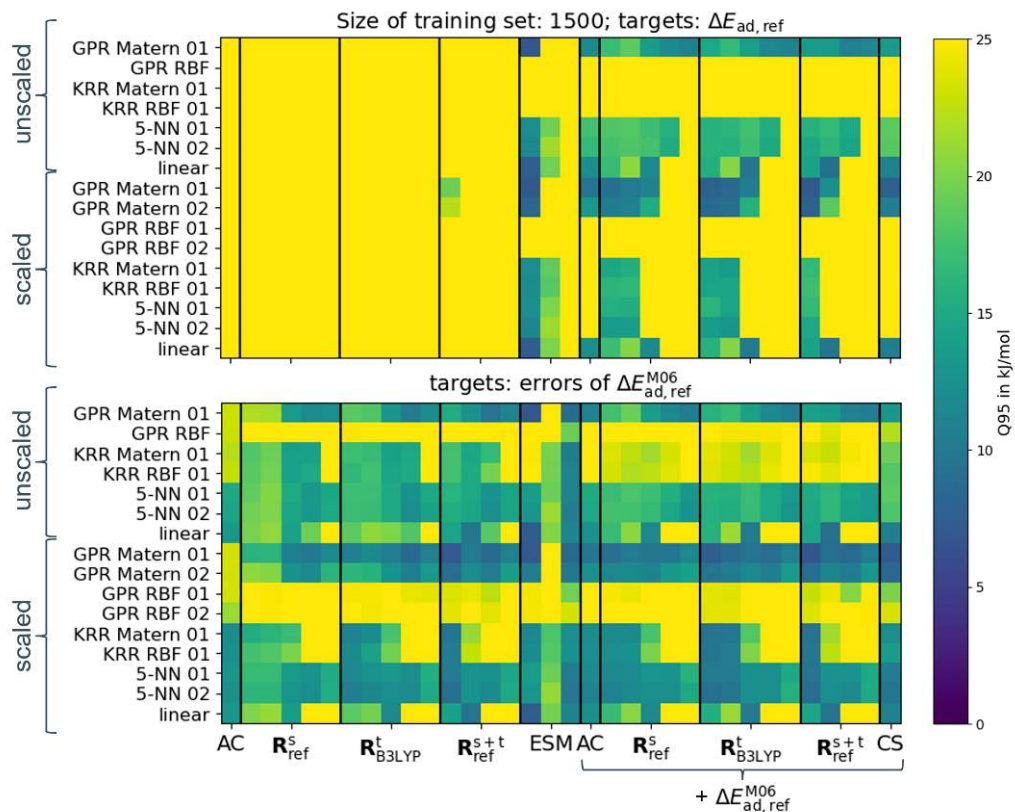 Size of training set: 1500; targets: ΔE_ad, ref
unscaled
GPR Matern 01
GPR RBF
KRR Matern 01
KRR RBF 01
5-NN 01
5-NN 02
linear
scaled
GPR Matern 01
GPR Matern 02
GPR RBF 01
GPR RBF 02
KRR Matern 01
KRR RBF 01
5-NN 01
5-NN 02
linear
targets: errors of ΔE^M06_ad, ref
unscaled
GPR Matern 01
GPR RBF
KRR Matern 01
KRR RBF 01
5-NN 01
5-NN 02
linear
scaled
GPR Matern 01
GPR Matern 02
GPR RBF 01
GPR RBF 02
KRR Matern 01
KRR RBF 01
5-NN 01
5-NN 02
linear
AC R^s_ref R^t_B3LYP R^s+t_ref ESM AC R^s_ref R^t_B3LYP R^s+t_ref CS
+ ΔE^M06_ad, ref
25
20
15
10
5
0
Q95 in kJ/mol